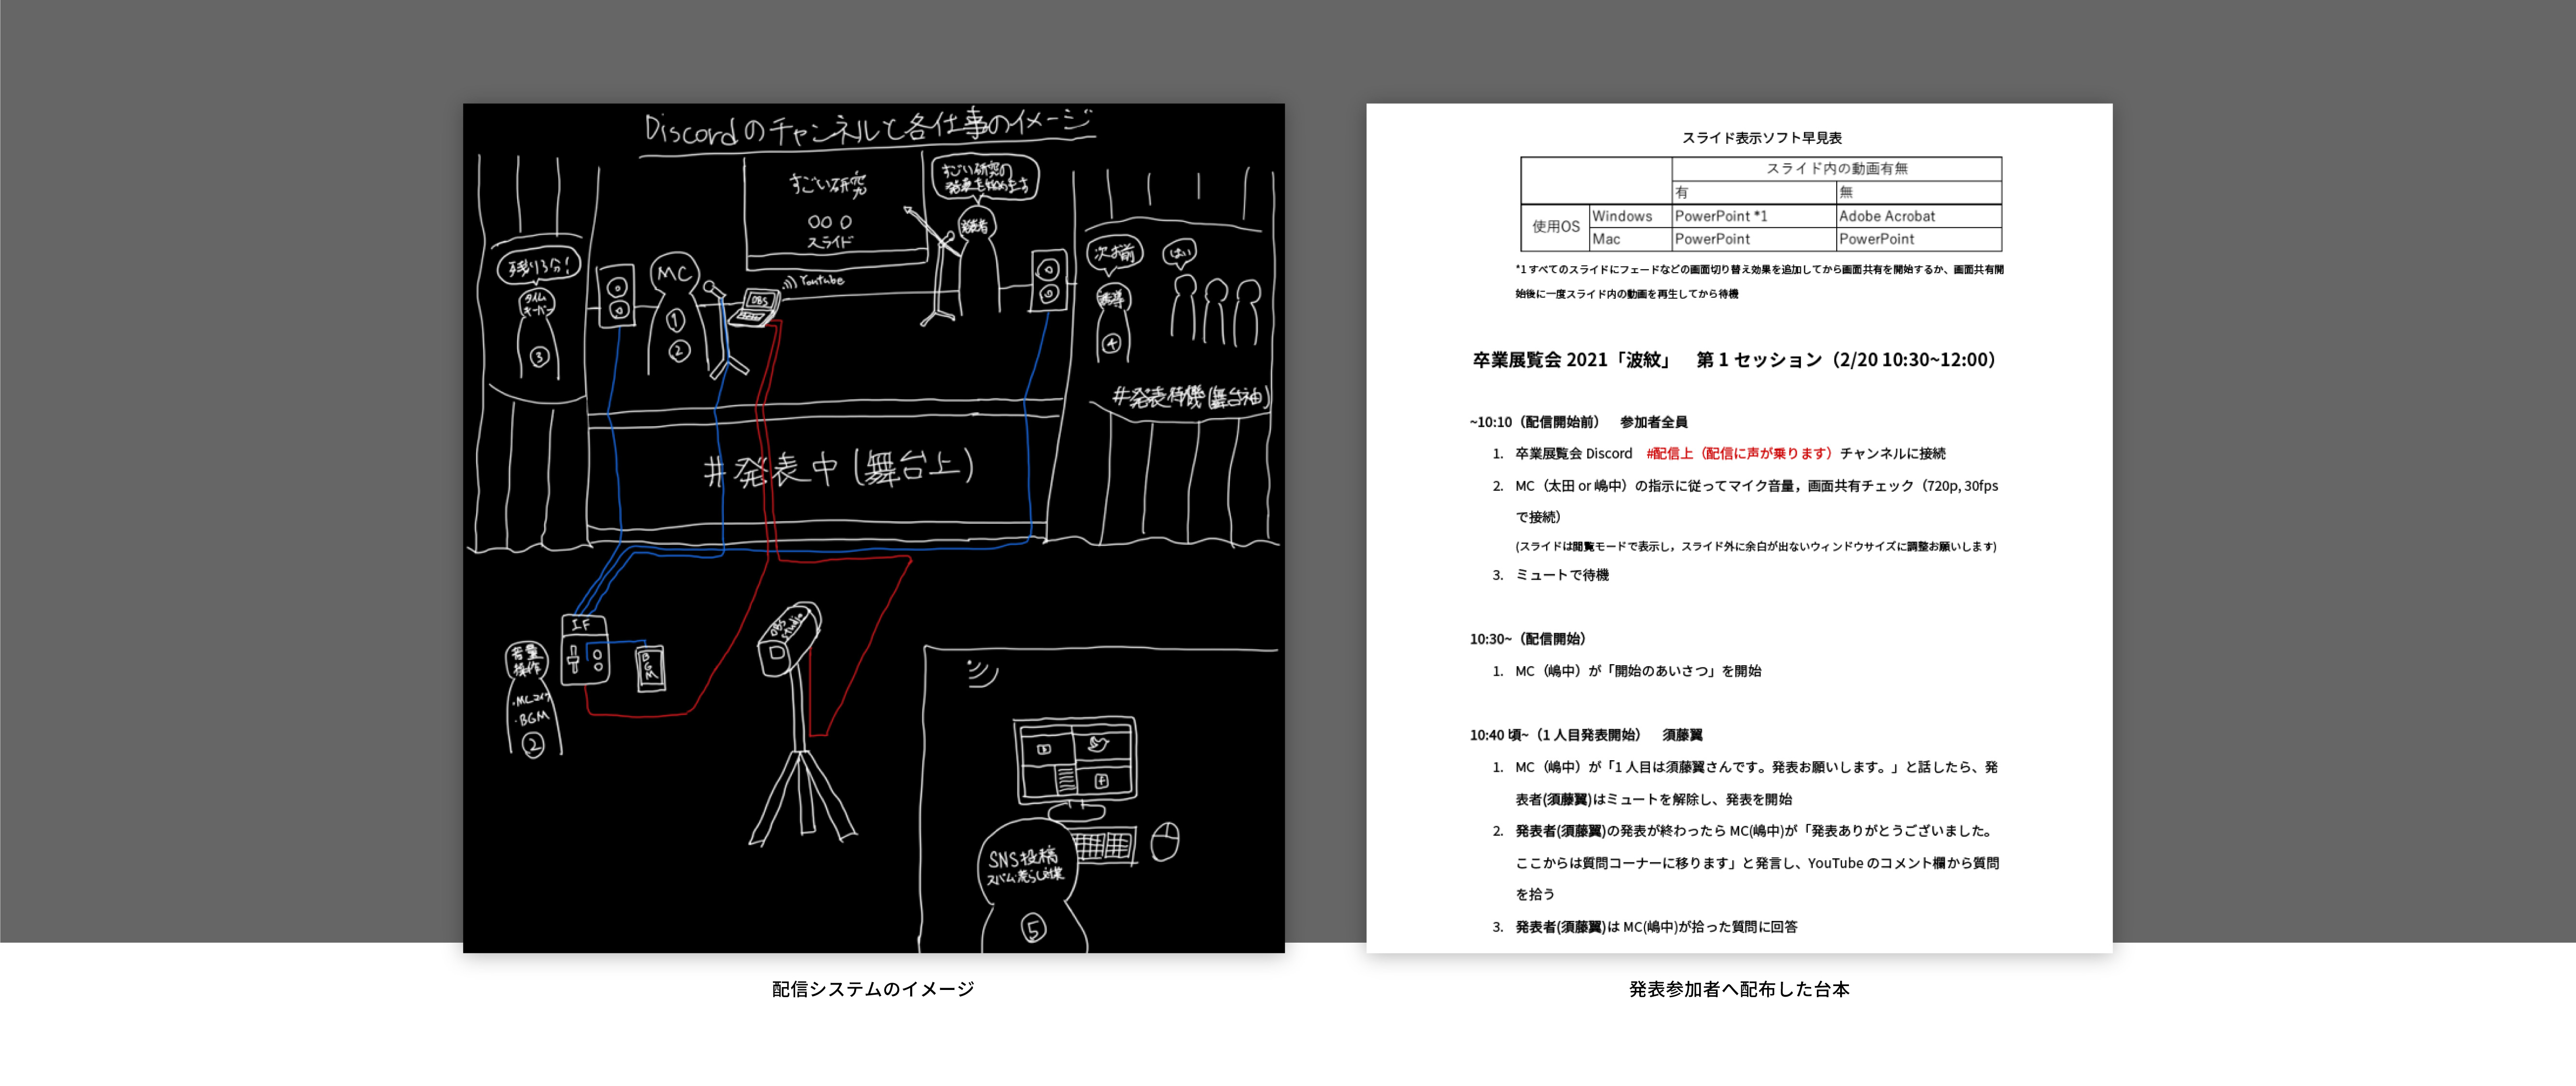 Discordのチャンネルと各仕事のイメージ
すごい研究
○○○
スライド
すごい研究の
発表を始めます
発表者
残り3分!
タイム
キーパー
③
MC
①
②
OBS
Youtube
次お前
はい
誘導
④
#発表待機(舞台袖)
#発表中(舞台上)
IF
BGM
音量
操作
・MCマイク
・BGM
②
OBS
Studio
SNS投稿
スパム・荒らし対策
⑤
配信システムのイメージ
スライド表示ソフト早見表
スライド内の動画有無
有 無
使用OS
Windows PowerPoint *1 Adobe Acrobat
Mac PowerPoint PowerPoint
*1 すべてのスライドにフェードなどの画面切り替え効果を追加してから画面共有を開始するか、画面共有開
始後に一度スライド内の動画を再生してから待機
卒業展覧会 2021「波紋」 第 1 セッション（2/20 10:30~12:00）
~10:10（配信開始前） 参加者全員
1. 卒業展覧会 Discord #配信上（配信に声が乗ります）チャンネルに接続
2. MC（太田 or 嶋中）の指示に従ってマイク音量，画面共有チェック（720p, 30fps
で接続）
(スライドは閲覧モードで表示し，スライド外に余白が出ないウィンドウサイズに調整お願いします)
3. ミュートで待機
10:30~（配信開始）
1. MC（嶋中）が「開始のあいさつ」を開始
10:40 頃~（1 人目発表開始） 須藤翼
1. MC（嶋中）が「1 人目は須藤翼さんです。発表お願いします。」と話したら、発
表者(須藤翼)はミュートを解除し、発表を開始
2. 発表者(須藤翼)の発表が終わったら MC(嶋中)が「発表ありがとうございました。
ここからは質問コーナーに移ります」と発言し、YouTube のコメント欄から質問
を拾う
3. 発表者(須藤翼)は MC(嶋中)が拾った質問に回答
発表参加者へ配布した台本